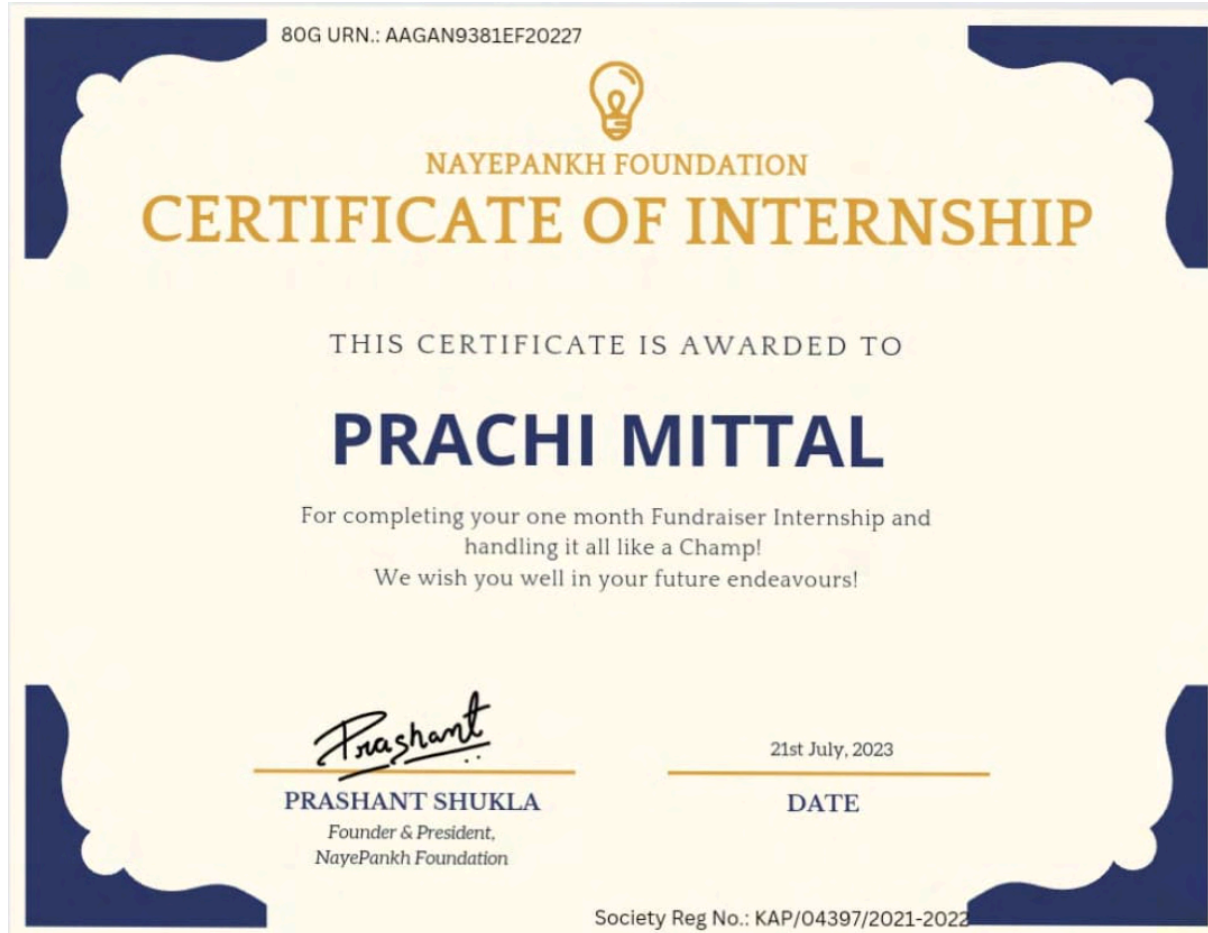 80G URN.: AAGAN9381EF20227
NAYEPANKH FOUNDATION
CERTIFICATE OF INTERNSHIP
THIS CERTIFICATE IS AWARDED TO
PRACHI MITTAL
For completing your one month Fundraiser Internship and
handling it all like a Champ!
We wish you well in your future endeavours!
Prashant
PRASHANT SHUKLA
Founder & President,
NayePankh Foundation
21st July, 2023
DATE
Society Reg No.: KAP/04397/2021-2022